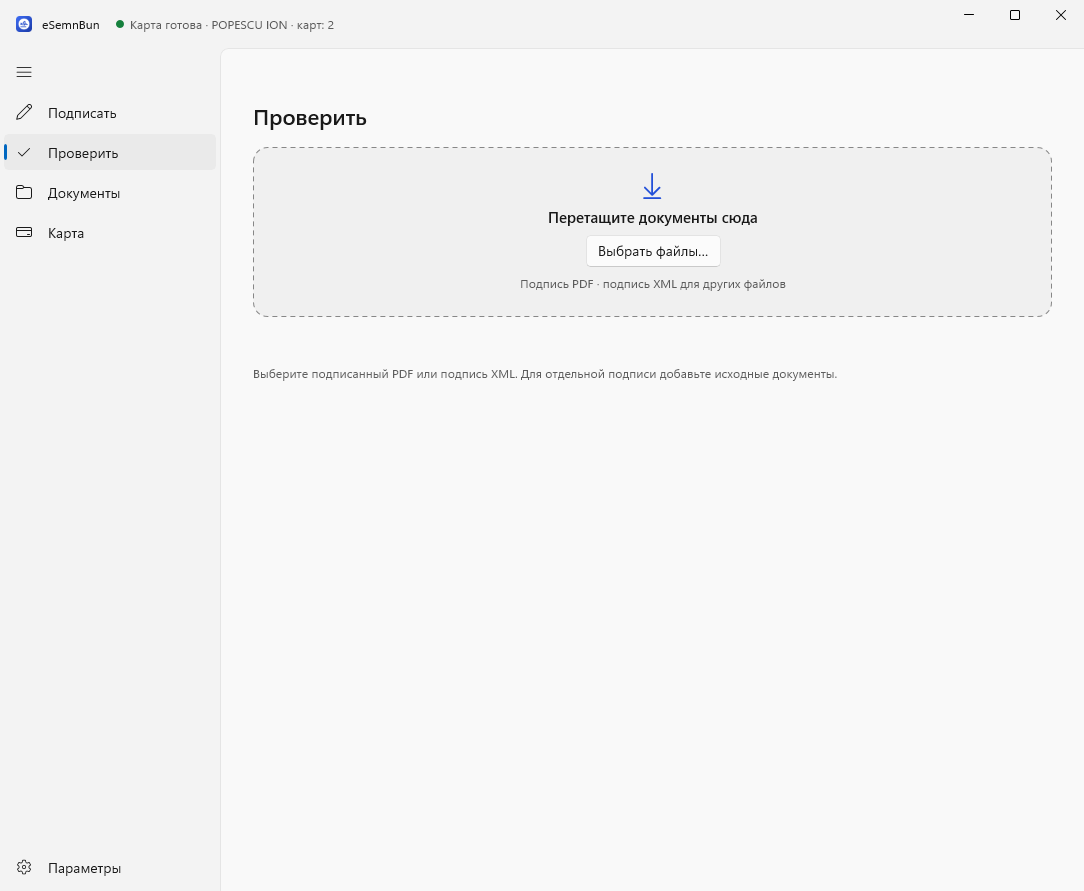 eSemnBun
Карта готова · POPESCU ION · карт: 2
Подписать
Проверить
Документы
Карта
Параметры
Проверить
Перетащите документы сюда
Выбрать файлы...
Подпись PDF · подпись XML для других файлов
Выберите подписанный PDF или подпись XML. Для отдельной подписи добавьте исходные документы.